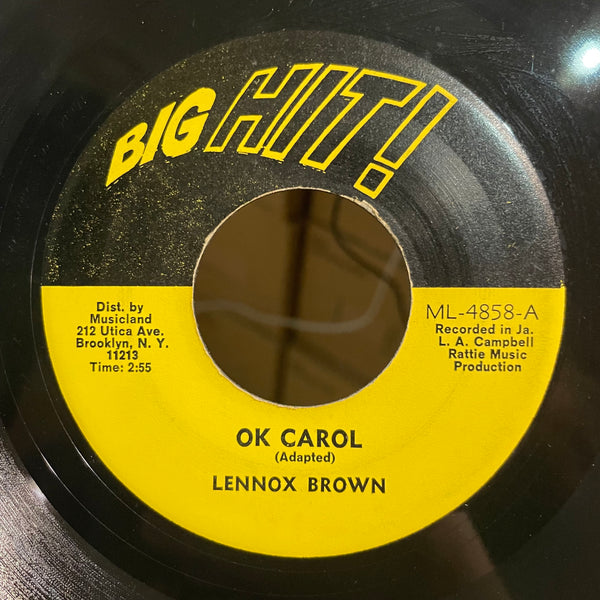 BIG HIT!
Dist. by
Musicland
212 Utica Ave.
Brooklyn, N. Y.
11213
Time: 2:55
ML-4858-A
Recorded in Ja.
L. A. Campbell
Rattie Music
Production
OK CAROL
(Adapted)
LENNOX BROWN